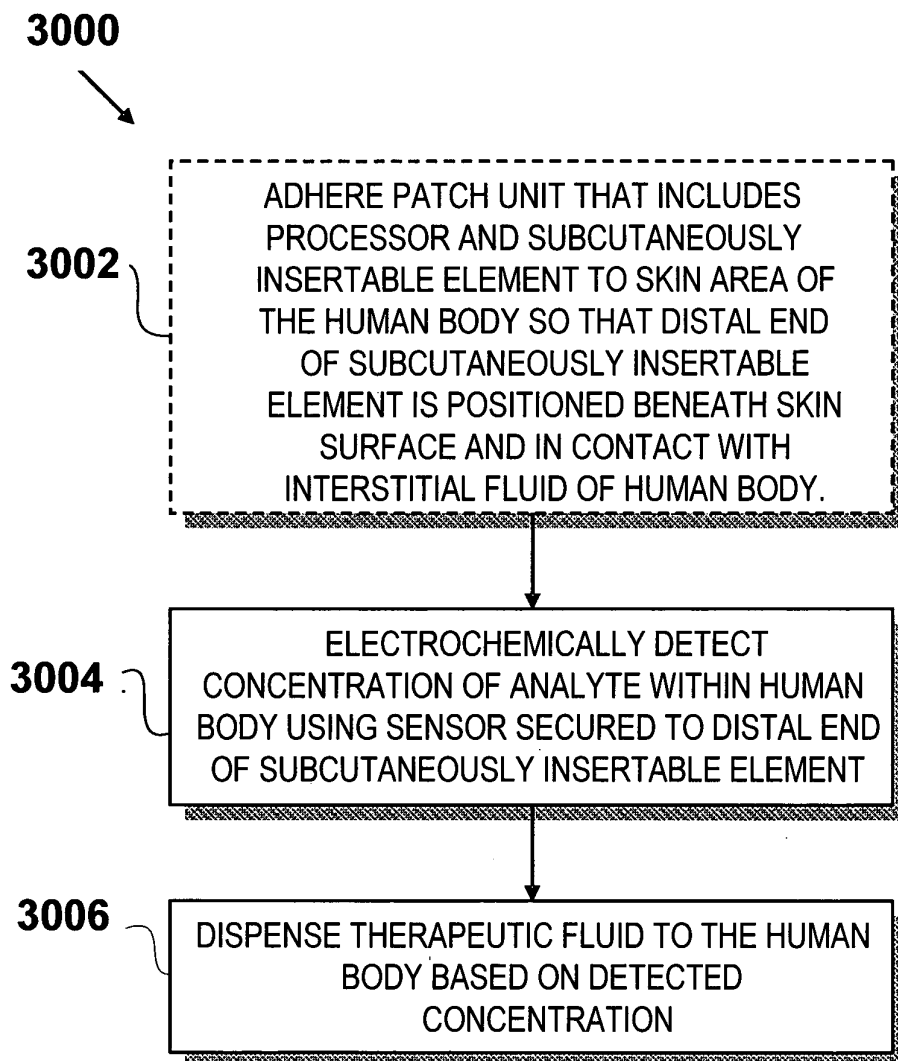 3000
3002
ADHERE PATCH UNIT THAT INCLUDES
PROCESSOR AND SUBCUTANEOUSLY
INSERTABLE ELEMENT TO SKIN AREA OF
THE HUMAN BODY SO THAT DISTAL END
OF SUBCUTANEOUSLY INSERTABLE
ELEMENT IS POSITIONED BENEATH SKIN
SURFACE AND IN CONTACT WITH
INTERSTITIAL FLUID OF HUMAN BODY.
3004
ELECTROCHEMICALLY DETECT
CONCENTRATION OF ANALYTE WITHIN HUMAN
BODY USING SENSOR SECURED TO DISTAL END
OF SUBCUTANEOUSLY INSERTABLE ELEMENT
3006
DISPENSE THERAPEUTIC FLUID TO THE HUMAN
BODY BASED ON DETECTED
CONCENTRATION